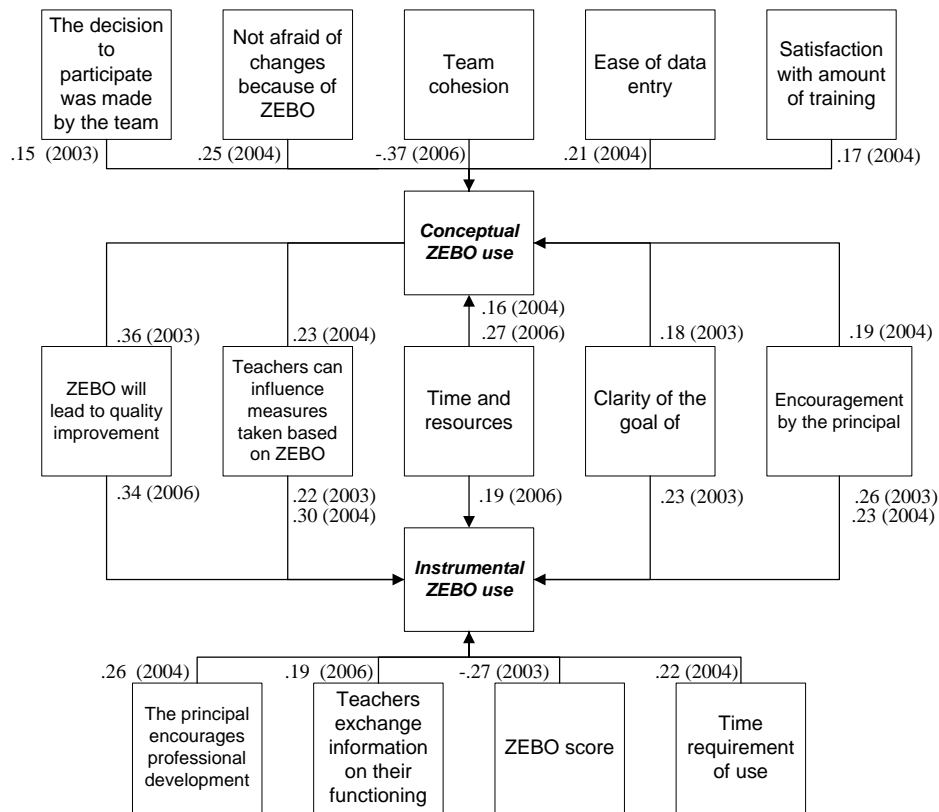 The decision
to
participate
was made
by the team
Not afraid of
changes
because of
ZEBO
Team
cohesion
Ease of data
entry
Satisfaction
with amount
of training
.15 (2003)
.25 (2004)
-.37 (2006)
.21 (2004)
.17 (2004)
Conceptual
ZEBO use
.36 (2003)
.23 (2004)
.16 (2004)
.27 (2006)
.18 (2003)
.19 (2004)
ZEBO will
lead to quality
improvement
Teachers can
influence
measures
taken based
on ZEBO
Time and
resources
Clarity of the
goal of
Encouragement
by the principal
.34 (2006)
.22 (2003)
.30 (2004)
.19 (2006)
.23 (2003)
.26 (2003)
.23 (2004)
Instrumental
ZEBO use
.26 (2004)
.19 (2006)
-.27 (2003)
.22 (2004)
The principal
encourages
professional
development
Teachers
exchange
information
on their
functioning
ZEBO score
Time
requirement
of use